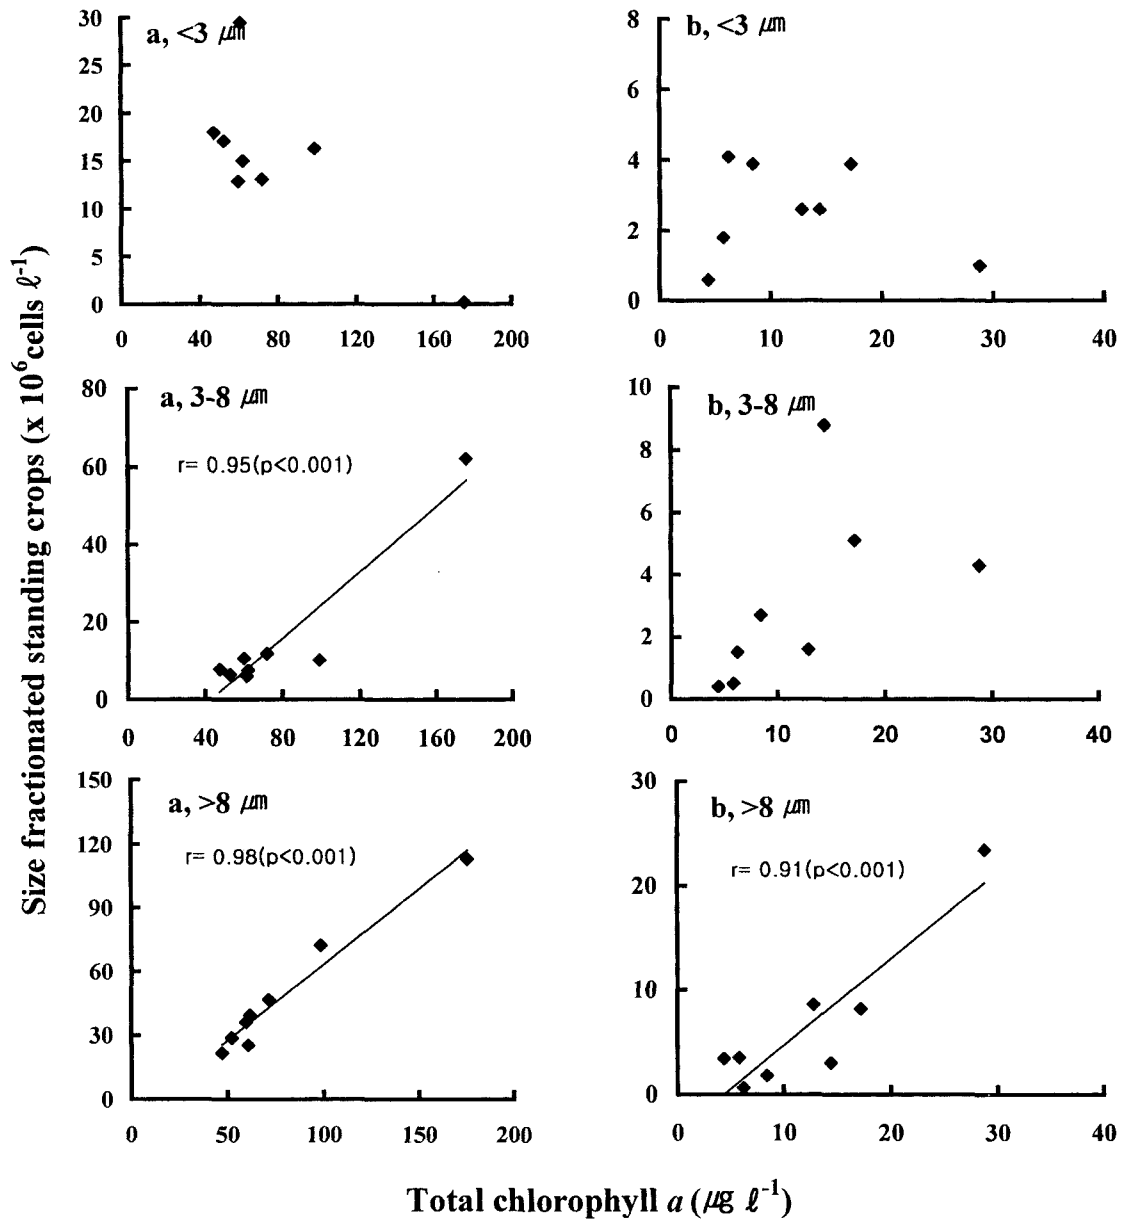 Size fractionated standing crops (x 10⁶ cells ℓ⁻¹)
a, <3 μm
30
25
20
15
10
5
0
0 40 80 120 160 200
b, <3 μm
8
6
4
2
0
0 10 20 30 40
a, 3-8 μm
r= 0.95(p<0.001)
80
60
40
20
0
0 40 80 120 160 200
b, 3-8 μm
10
8
6
4
2
0
0 10 20 30 40
a, >8 μm
r= 0.98(p<0.001)
150
120
90
60
30
0
0 50 100 150 200
b, >8 μm
r= 0.91(p<0.001)
30
20
10
0
0 10 20 30 40
Total chlorophyll a (μg ℓ⁻¹)